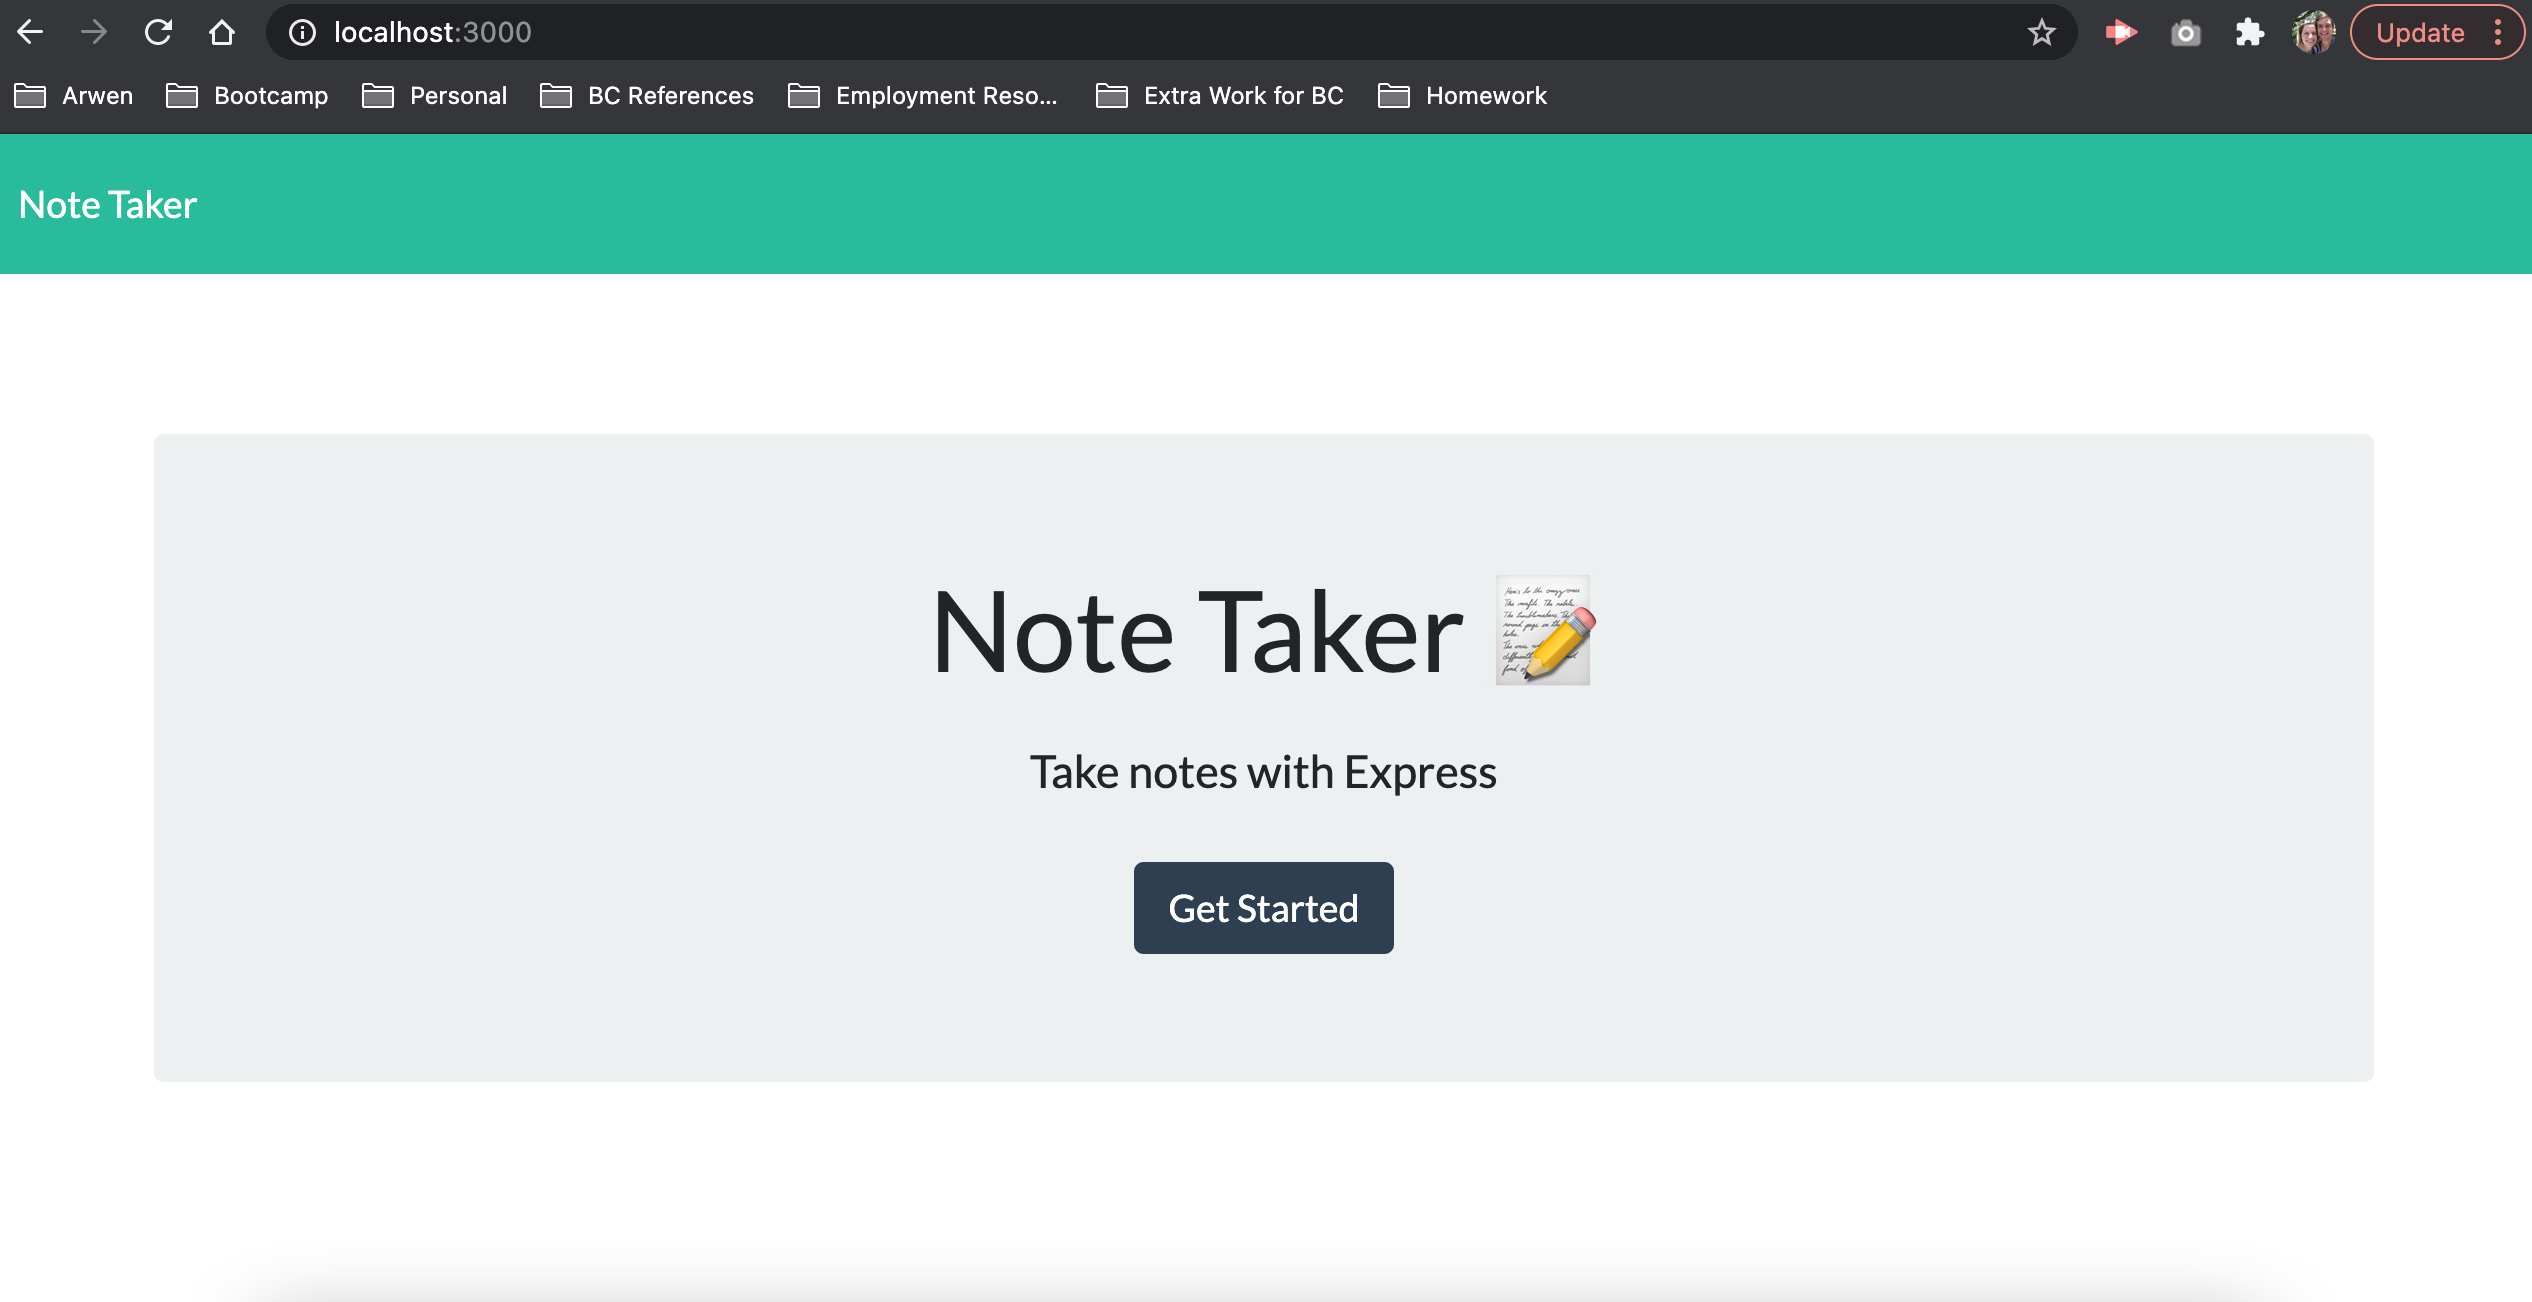 localhost:3000
Update
Arwen Bootcamp Personal BC References Employment Reso... Extra Work for BC Homework
Note Taker
Note Taker
Take notes with Express
Get Started